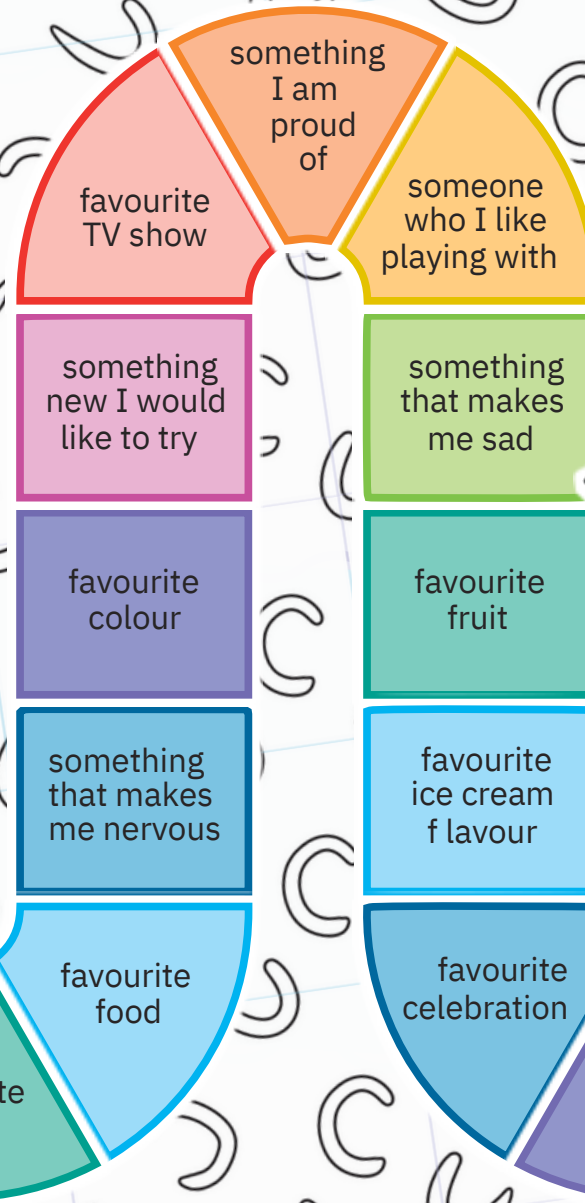 something
I am
proud
of
favourite
TV show
someone
who I like
playing with
something
new I would
like to try
something
that makes
me sad
favourite
colour
favourite
fruit
something
that makes
me nervous
favourite
ice cream
f lavour
favourite
food
favourite
celebration
te